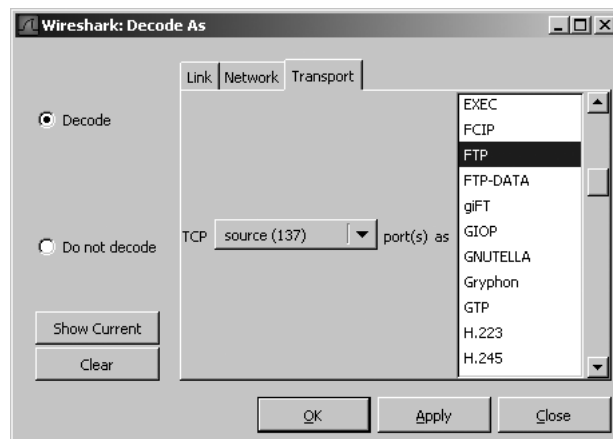 Wireshark: Decode As
Link Network Transport
Decode
Do not decode
Show Current
Clear
TCP source (137) port(s) as
EXEC
FCIP
FTP
FTP-DATA
giFT
GIOP
GNUTELLA
Gryphon
GTP
H.223
H.245
OK Apply Close